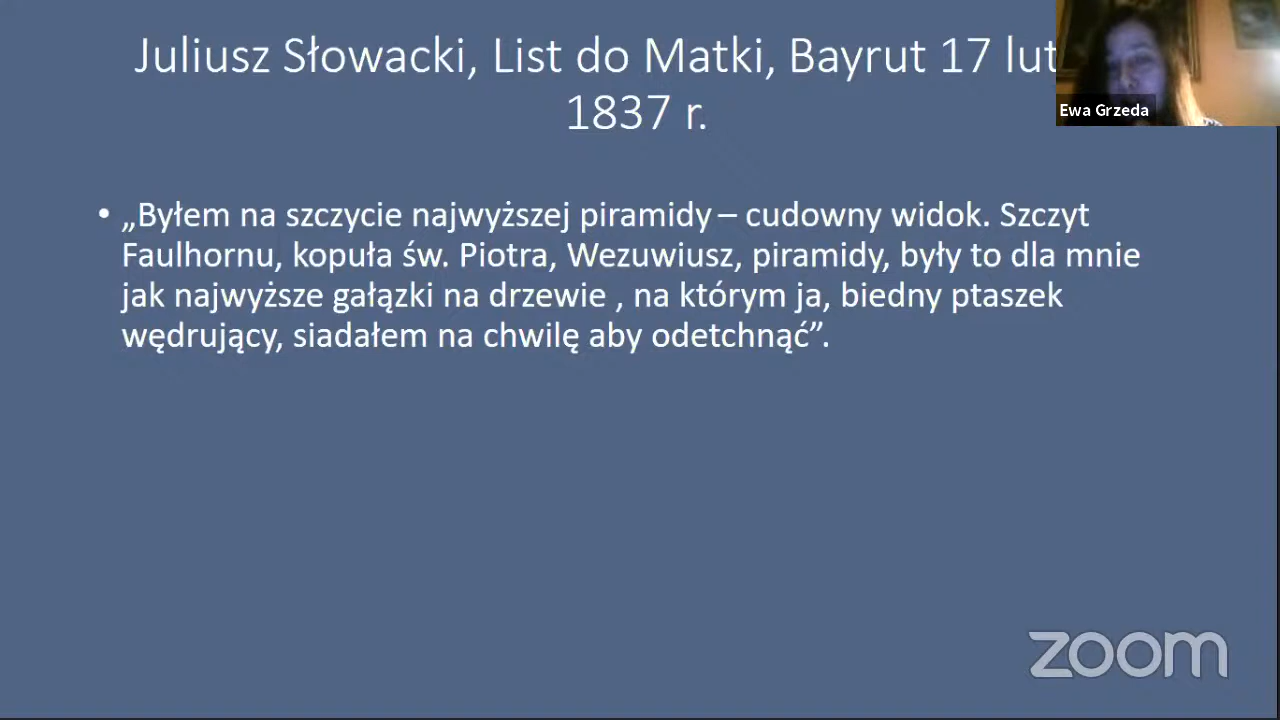 Juliusz Słowacki, List do Matki, Bayrut 17 lut
1837 r.
Ewa Grzeda
• „Byłem na szczycie najwyższej piramidy – cudowny widok. Szczyt
Faulhornu, kopuła św. Piotra, Wezuwiusz, piramidy, były to dla mnie
jak najwyższe gałązki na drzewie , na którym ja, biedny ptaszek
wędrujący, siadałem na chwilę aby odetchnąć”.
zoom